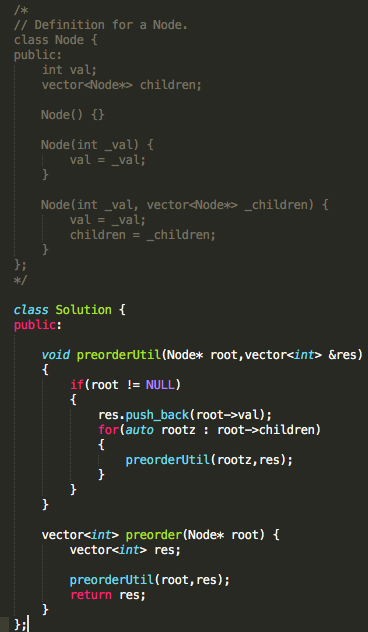 /*
// Definition for a Node.
class Node {
public:
    int val;
    vector<Node*> children;

    Node() {}

    Node(int _val) {
        val = _val;
    }

    Node(int _val, vector<Node*> _children) {
        val = _val;
        children = _children;
    }
};
*/

class Solution {
public:

    void preorderUtil(Node* root,vector<int> &res)
    {
        if(root != NULL)
        {
            res.push_back(root->val);
            for(auto rootz : root->children)
            {
                preorderUtil(rootz,res);
            }
        }
    }

    vector<int> preorder(Node* root) {
        vector<int> res;

        preorderUtil(root,res);
        return res;
    }
};